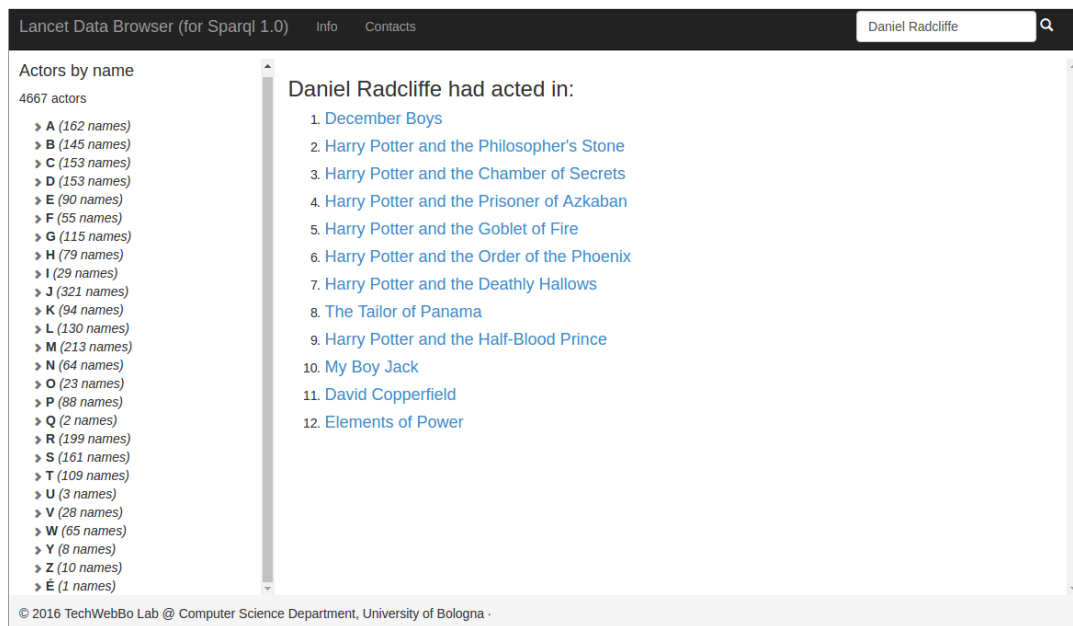 Lancet Data Browser (for Sparql 1.0) Info Contacts Daniel Radcliffe
Actors by name
4667 actors
A (162 names)
B (145 names)
C (153 names)
D (153 names)
E (90 names)
F (55 names)
G (115 names)
H (79 names)
I (29 names)
J (321 names)
K (94 names)
L (130 names)
M (213 names)
N (64 names)
O (23 names)
P (88 names)
Q (2 names)
R (199 names)
S (161 names)
T (109 names)
U (3 names)
V (28 names)
W (65 names)
Y (8 names)
Z (10 names)
É (1 names)
Daniel Radcliffe had acted in:
1. December Boys
2. Harry Potter and the Philosopher's Stone
3. Harry Potter and the Chamber of Secrets
4. Harry Potter and the Prisoner of Azkaban
5. Harry Potter and the Goblet of Fire
6. Harry Potter and the Order of the Phoenix
7. Harry Potter and the Deathly Hallows
8. The Tailor of Panama
9. Harry Potter and the Half-Blood Prince
10. My Boy Jack
11. David Copperfield
12. Elements of Power
© 2016 TechWebBo Lab @ Computer Science Department, University of Bologna ·